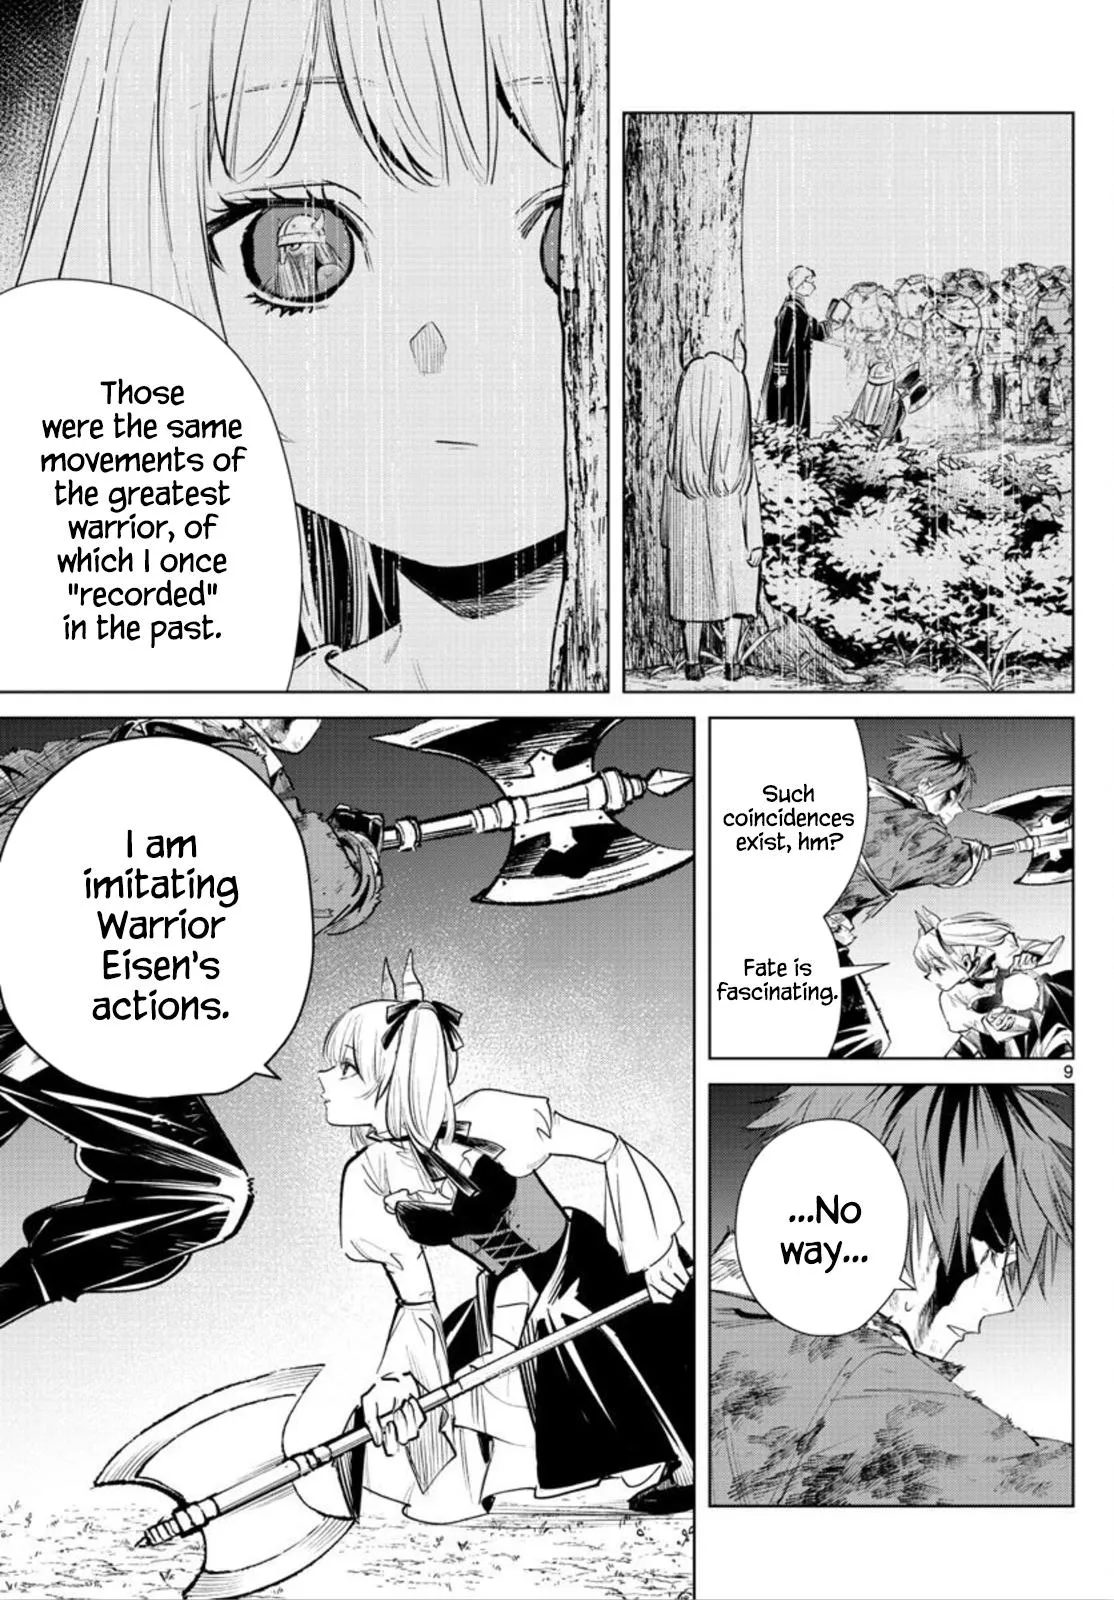 Those
were the same
movements of
the greatest
warrior, of
which I once
"recorded"
in the past.
Such
coincidences
exist, hm?
Fate is
fascinating.
9
...No
way...
I am
imitating
Warrior
Eisen's
actions.